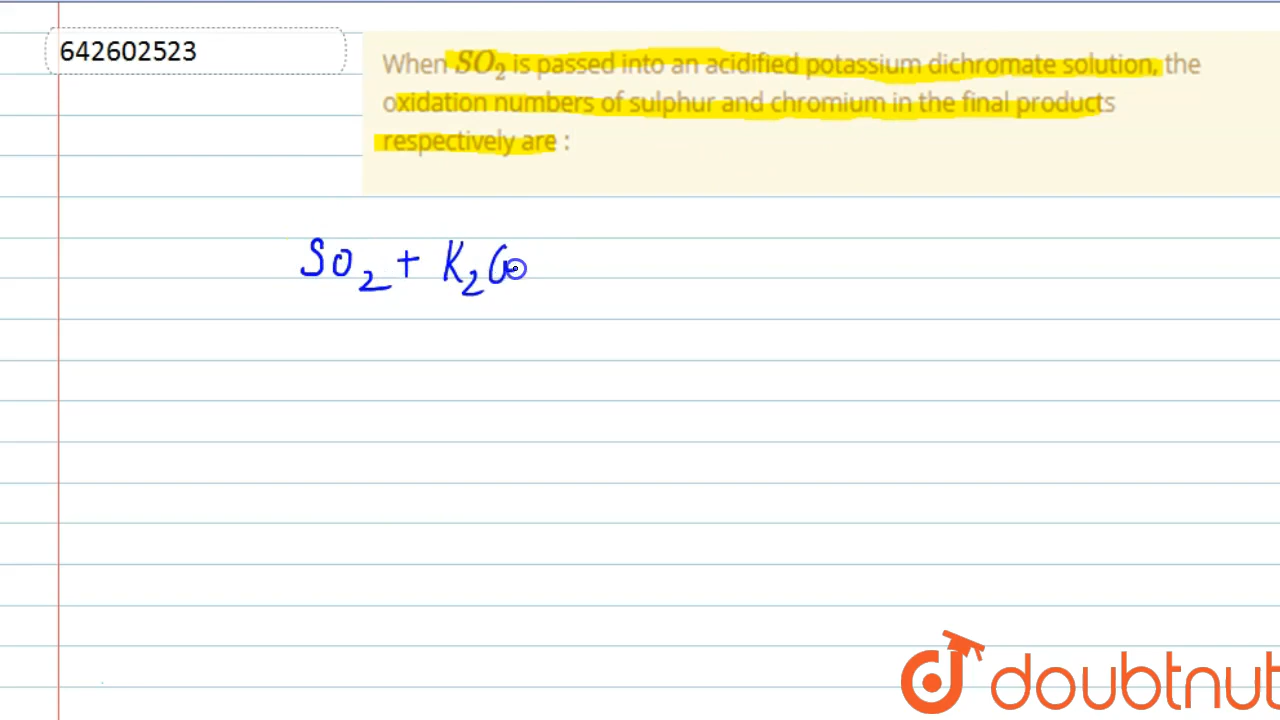 642602523
When SO₂ is passed into an acidified potassium dichromate solution, the
oxidation numbers of sulphur and chromium in the final products
respectively are :
SO₂ + K₂Cr
doubtnut